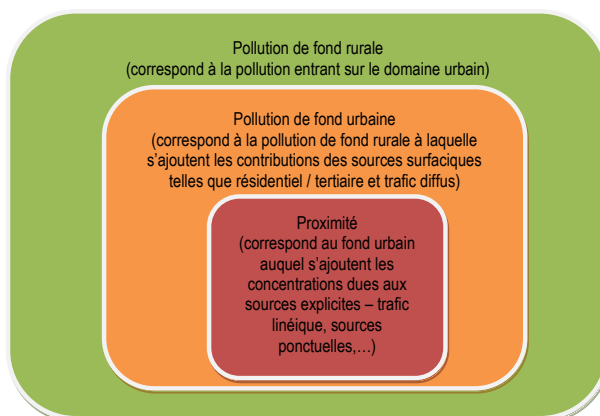 Pollution de fond rurale
(correspond à la pollution entrant sur le domaine urbain)
Pollution de fond urbaine
(correspond à la pollution de fond rurale à laquelle
s'ajoutent les contributions des sources surfaciques
telles que résidentiel / tertiaire et trafic diffus)
Proximité
(correspond au fond urbain
auquel s'ajoutent les
concentrations dues aux
sources explicites – trafic
linéique, sources
ponctuelles,…)